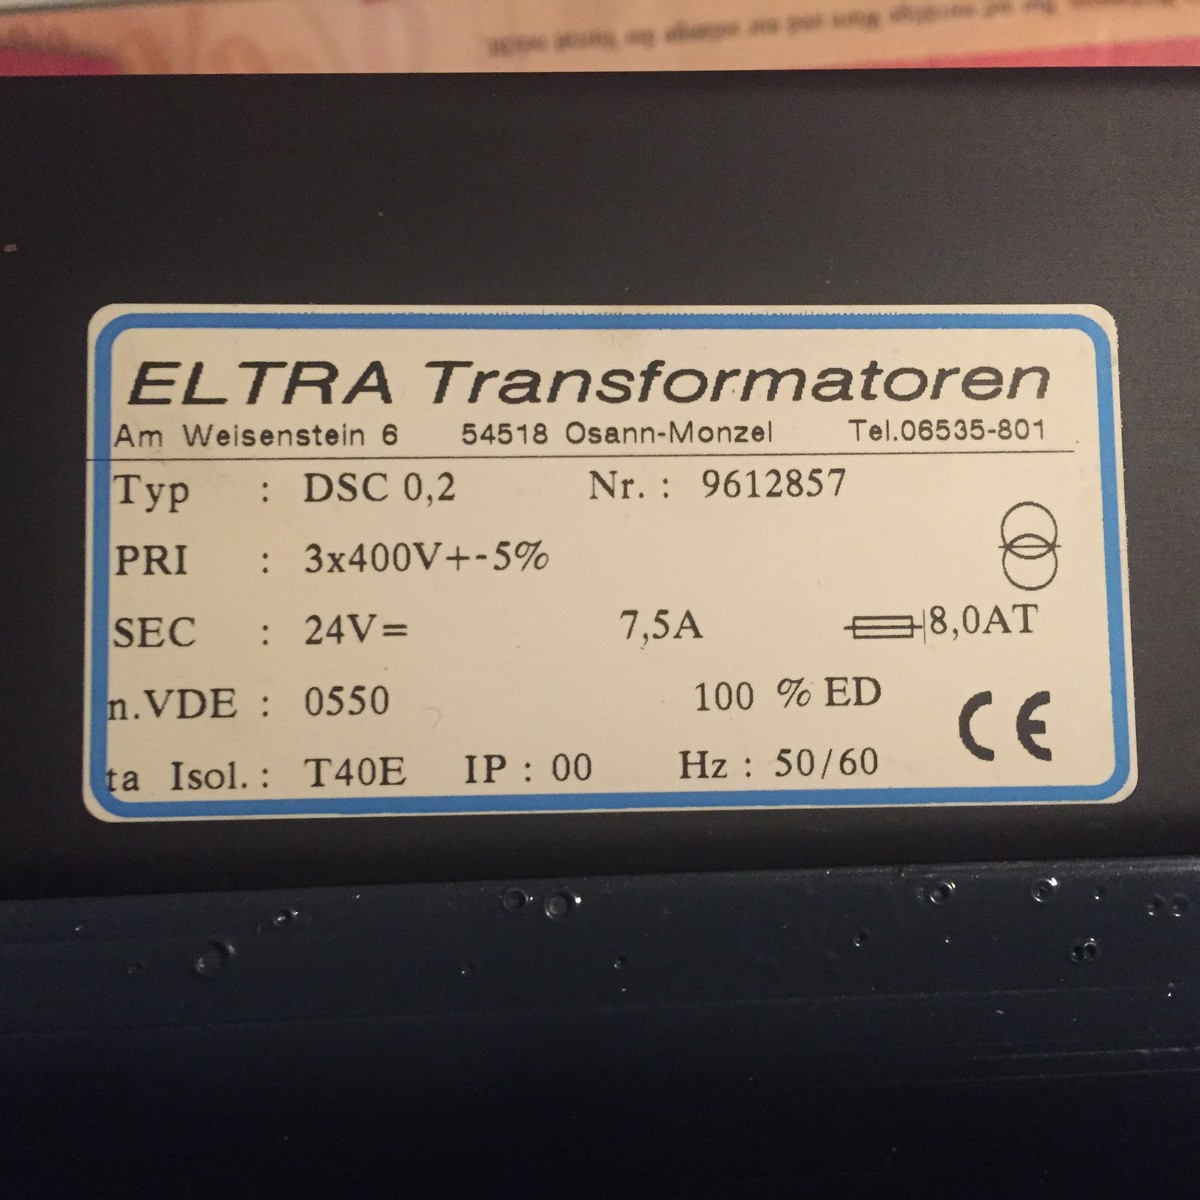 ELTRA Transformatoren
Am Weisenstein 6 54518 Osann-Monzel Tel.06535-801
Typ : DSC 0,2 Nr. : 9612857
PRI : 3x400V+-5%
SEC : 24V= 7,5A 8,0AT
n.VDE : 0550 100 % ED
ta Isol. : T40E IP : 00 Hz : 50/60
CE